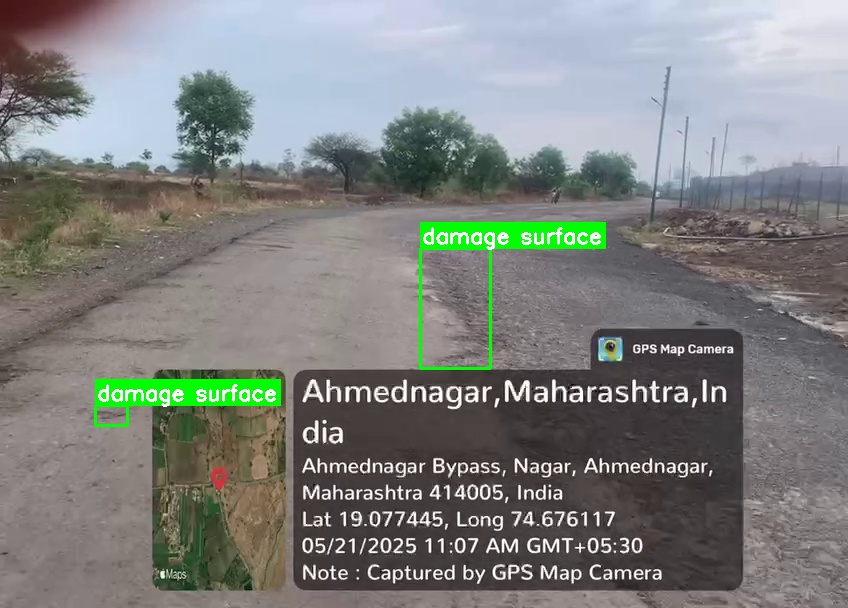 damage surface
damage surface
GPS Map Camera
Ahmednagar,Maharashtra,In
dia
Ahmednagar Bypass, Nagar, Ahmednagar,
Maharashtra 414005, India
Lat 19.077445, Long 74.676117
05/21/2025 11:07 AM GMT+05:30
Note : Captured by GPS Map Camera
Maps